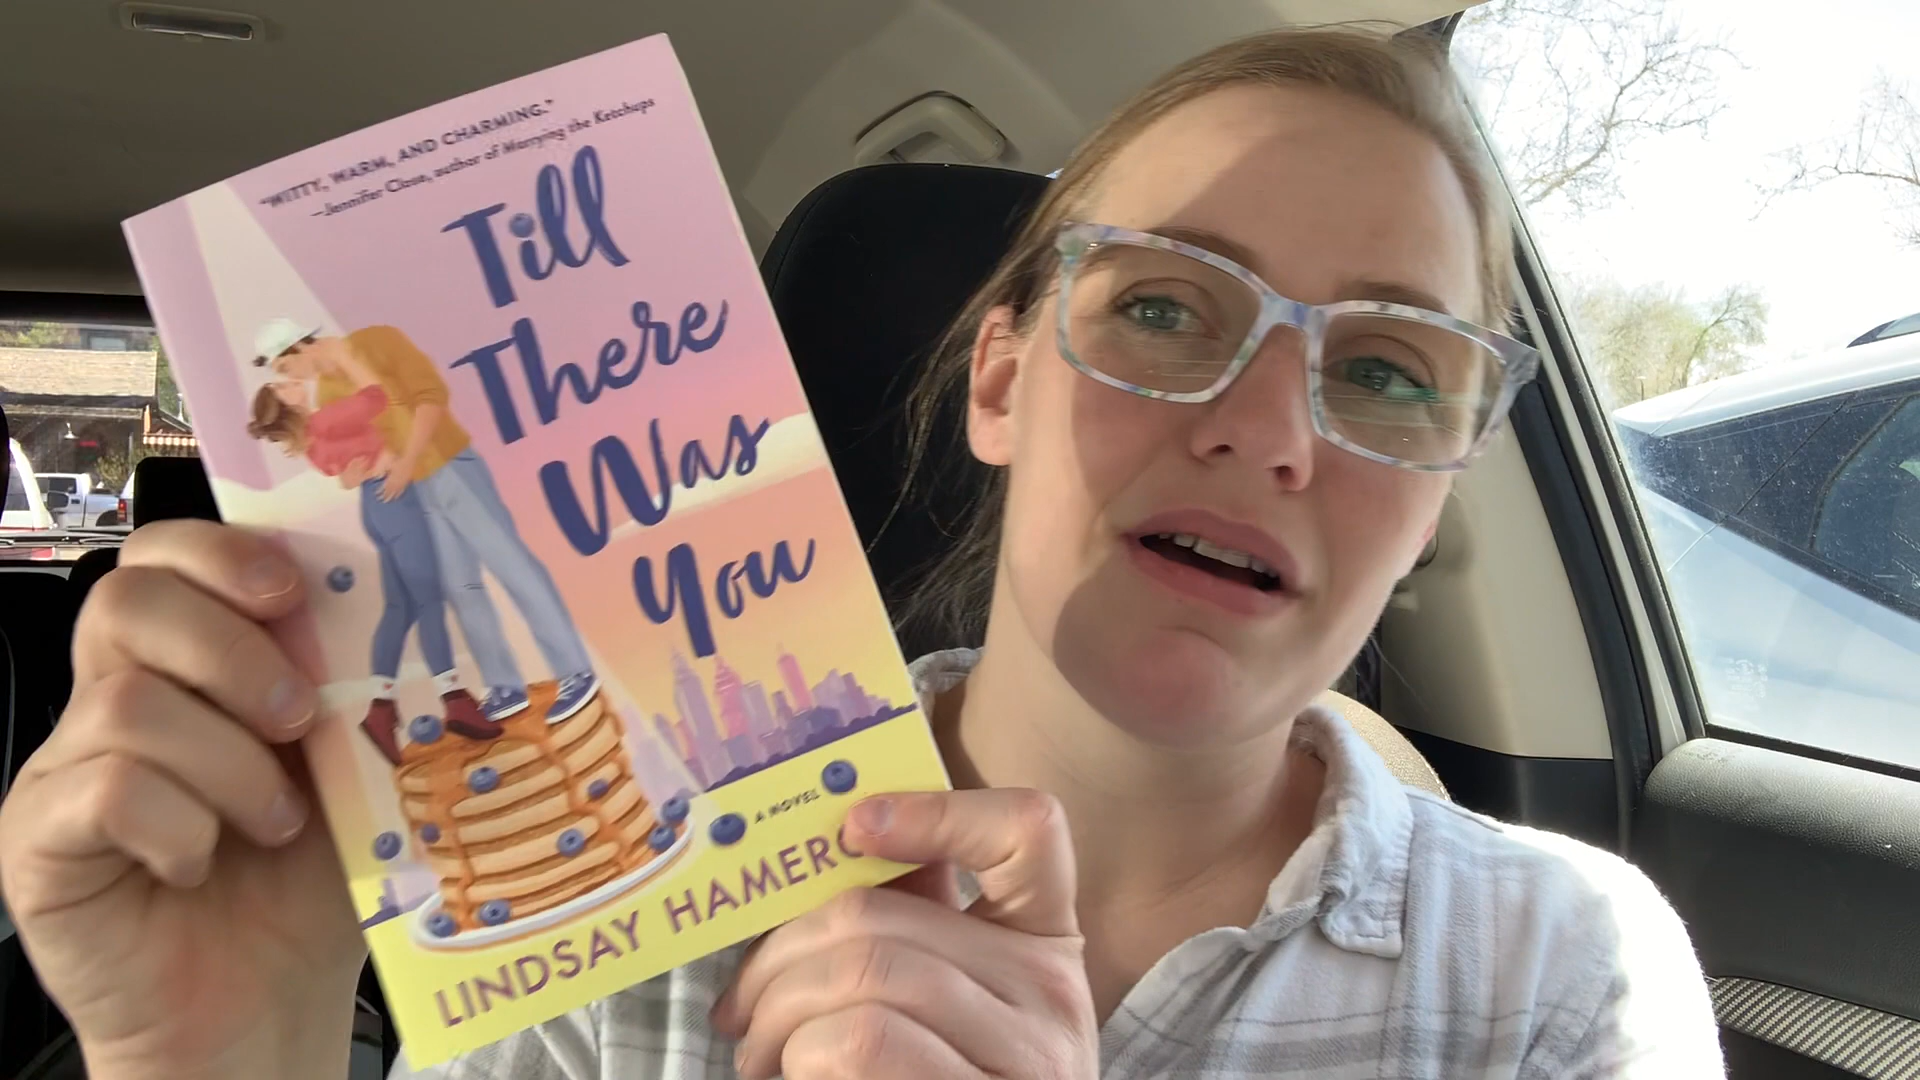 "WITTY, WARM, AND CHARMING."
—Jennifer Close, author of Marrying the Ketchups
Till
There
Was
You
A NOVEL
LINDSAY HAMERO